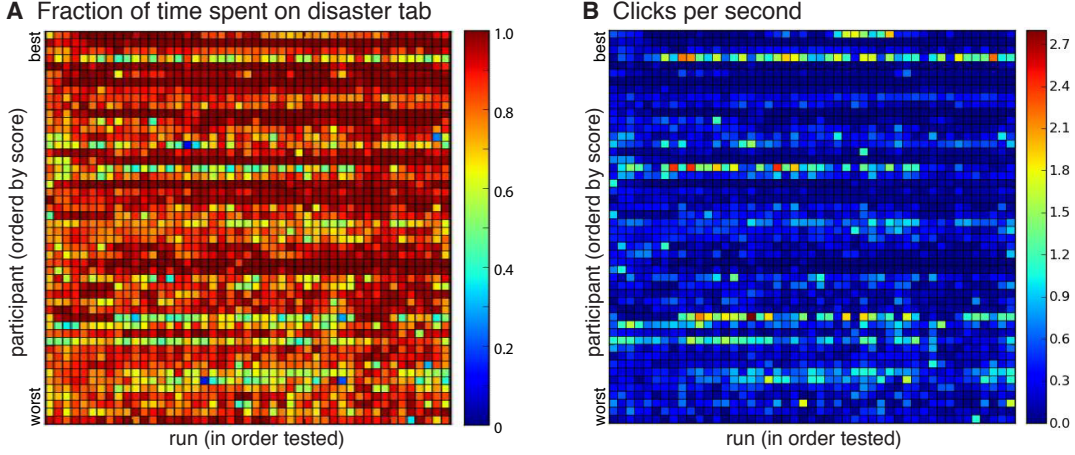 A Fraction of time spent on disaster tab
best
participant (orderd by score)
worst
run (in order tested)
1.0
0.8
0.6
0.4
0.2
0
B Clicks per second
best
participant (orderd by score)
worst
run (in order tested)
2.7
2.4
2.1
1.8
1.5
1.2
0.9
0.6
0.3
0.0